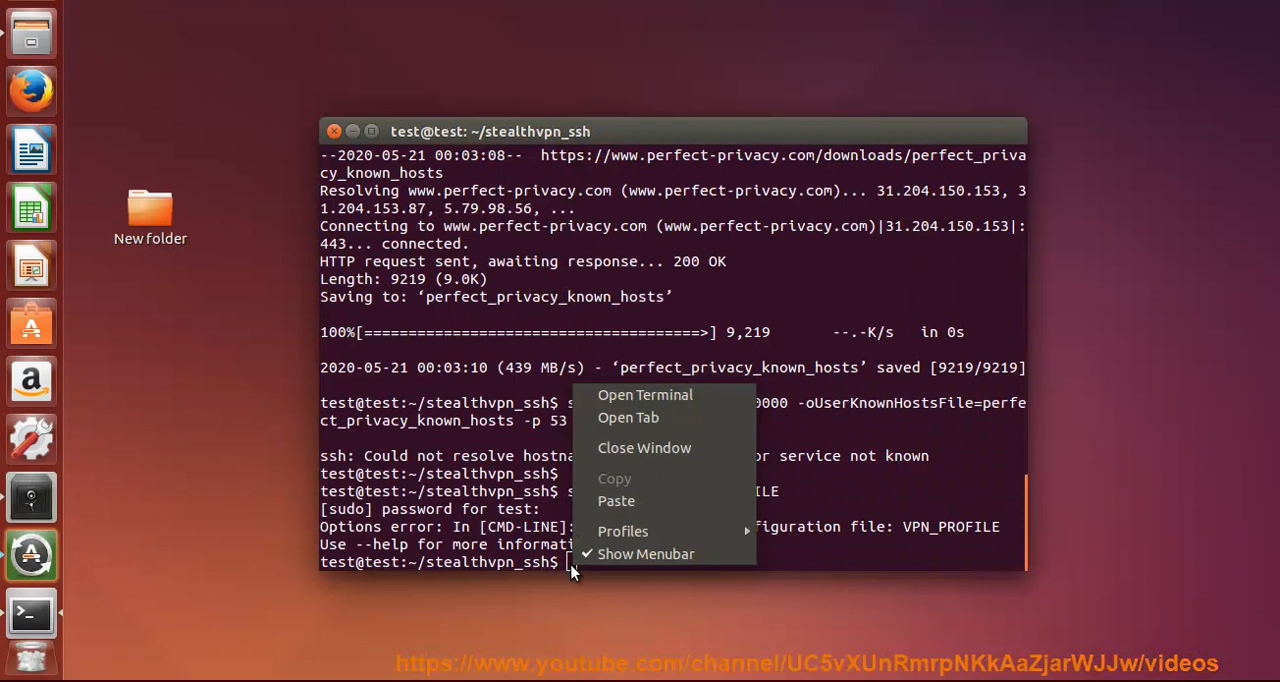 test@test: ~/stealthvpn_ssh
--2020-05-21 00:03:08-- https://www.perfect-privacy.com/downloads/perfect_priva
cy_known_hosts
Resolving www.perfect-privacy.com (www.perfect-privacy.com)... 31.204.150.153, 3
1.204.153.87, 5.79.98.56, ...
Connecting to www.perfect-privacy.com (www.perfect-privacy.com)|31.204.150.153|:
443... connected.
HTTP request sent, awaiting response... 200 OK
Length: 9219 (9.0K)
Saving to: ‘perfect_privacy_known_hosts’
100%[======================================>] 9,219 --.-K/s in 0s
2020-05-21 00:03:10 (439 MB/s) - ‘perfect_privacy_known_hosts’ saved [9219/9219]
test@test:~/stealthvpn_ssh$ s 0000 -oUserKnownHostsFile=perfe
ct_privacy_known_hosts -p 53
ssh: Could not resolve hostna or service not known
test@test:~/stealthvpn_ssh$
test@test:~/stealthvpn_ssh$ s ILE
[sudo] password for test:
Options error: In [CMD-LINE]: figuration file: VPN_PROFILE
Use --help for more informati
test@test:~/stealthvpn_ssh$
Open Terminal
Open Tab
Close Window
Copy
Paste
Profiles
Show Menubar
New folder
https://www.youtube.com/channel/UC5vXUnRmrpNKkAaZjarWJJw/videos